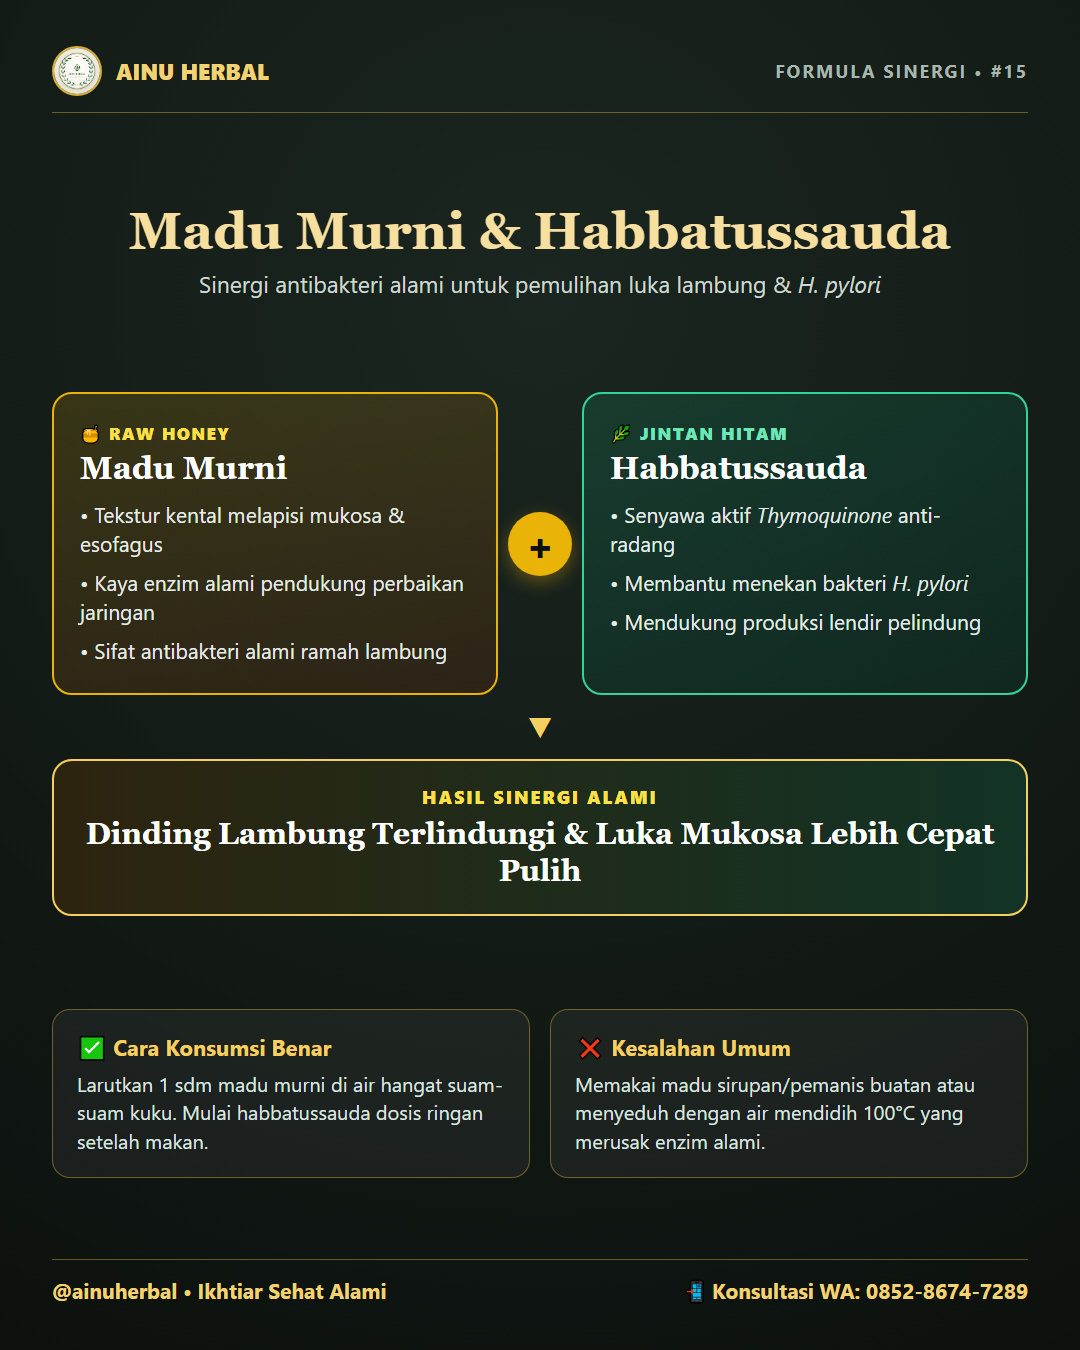 AINU HERBAL
FORMULA SINERGI • #15
Madu Murni & Habbatussauda
Sinergi antibakteri alami untuk pemulihan luka lambung & H. pylori
RAW HONEY
Madu Murni
• Tekstur kental melapisi mukosa &
esofagus
• Kaya enzim alami pendukung perbaikan
jaringan
• Sifat antibakteri alami ramah lambung
+
JINTAN HITAM
Habbatussauda
• Senyawa aktif Thymoquinone anti-
radang
• Membantu menekan bakteri H. pylori
• Mendukung produksi lendir pelindung
HASIL SINERGI ALAMI
Dinding Lambung Terlindungi & Luka Mukosa Lebih Cepat
Pulih
Cara Konsumsi Benar
Larutkan 1 sdm madu murni di air hangat suam-
suam kuku. Mulai habbatussauda dosis ringan
setelah makan.
Kesalahan Umum
Memakai madu sirupan/pemanis buatan atau
menyeduh dengan air mendidih 100°C yang
merusak enzim alami.
@ainuherbal • Ikhtiar Sehat Alami
Konsultasi WA: 0852-8674-7289